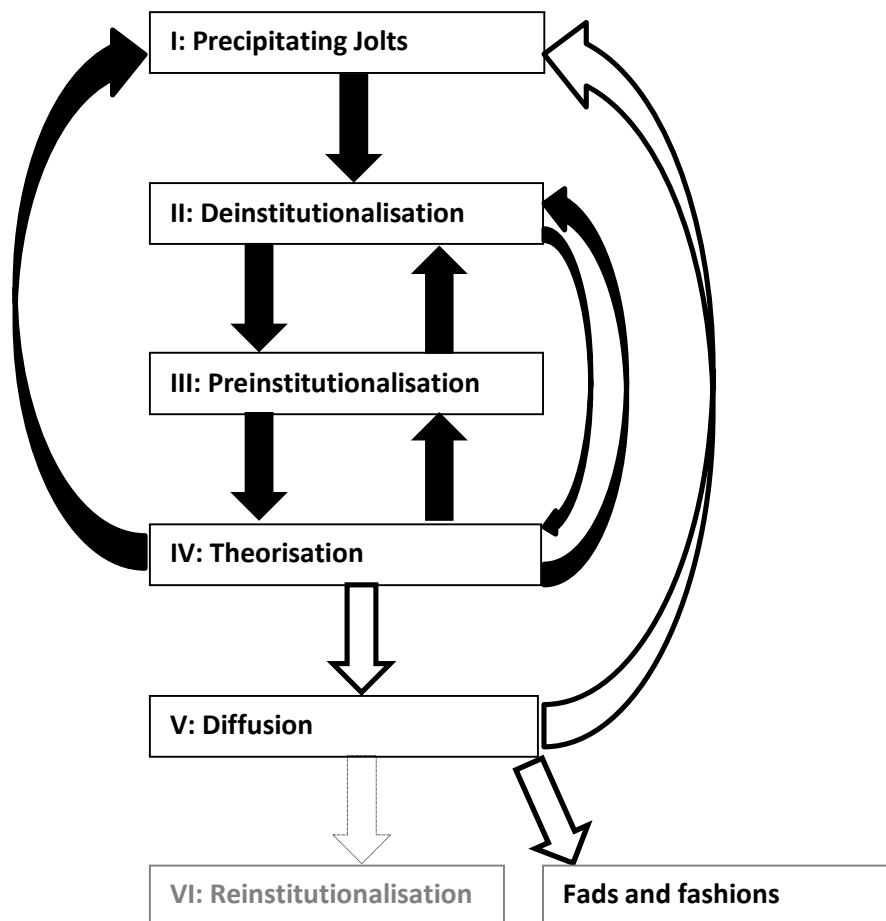 I: Precipitating Jolts
II: Deinstitutionalisation
III: Preinstitutionalisation
IV: Theorisation
V: Diffusion
VI: Reinstitutionalisation
Fads and fashions